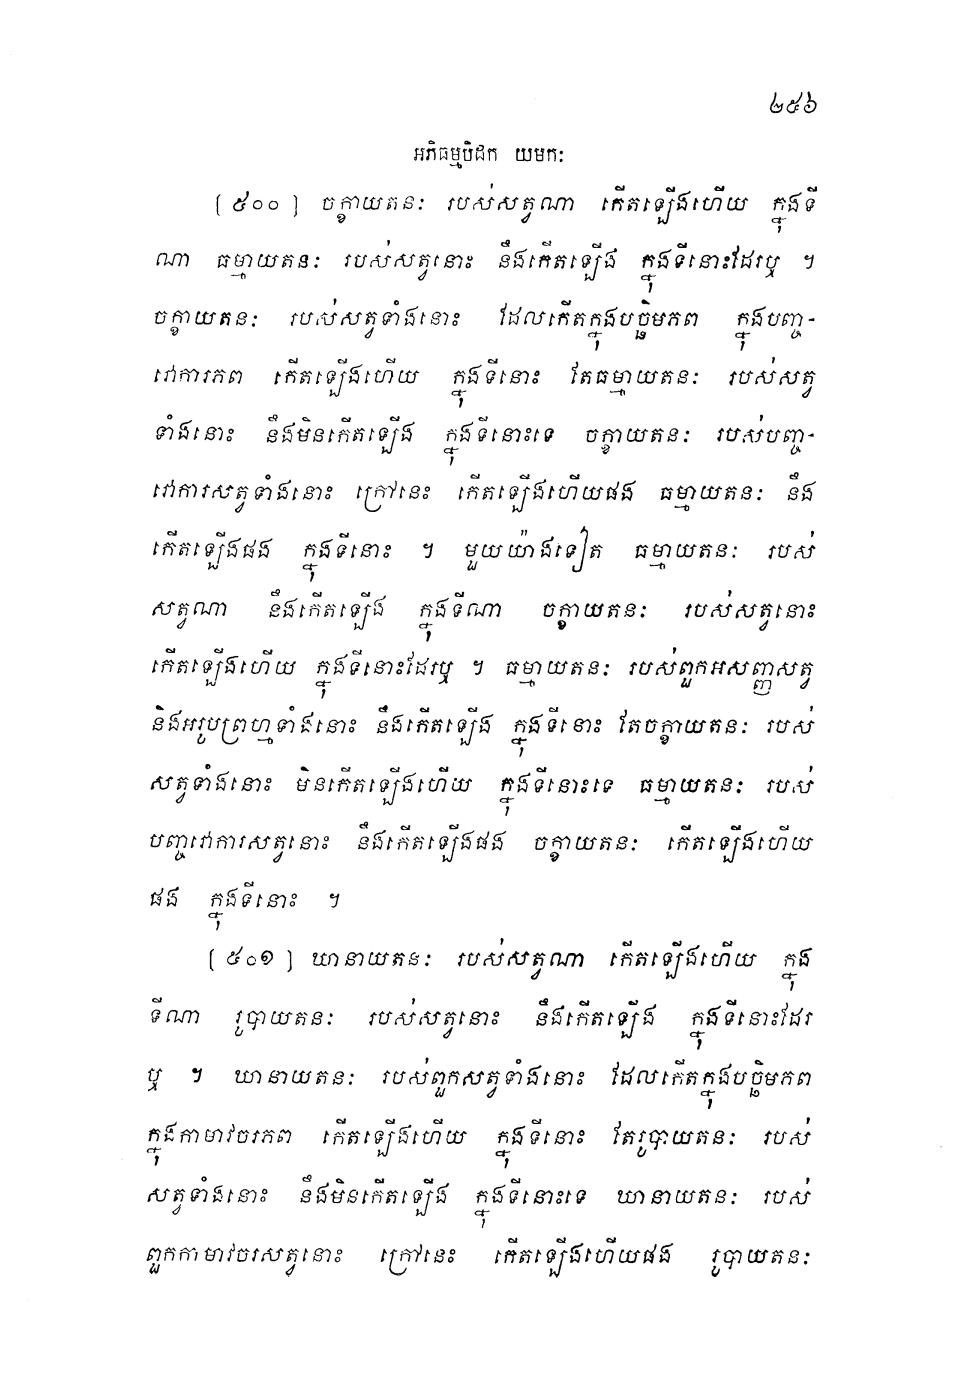 ២៥៦
អភិធម្មបិដក យមកៈ
[ ៥០០ ] ចក្ខាយតនៈ របស់សត្វណា កើតឡើងហើយ ក្នុងទី
ណា ធម្មាយតនៈ របស់សត្វនោះ នឹងកើតឡើង ក្នុងទីនោះដែរឬ ។
ចក្ខាយតនៈ របស់សត្វទាំងនោះ ដែលកើតក្នុងបច្ឆិមភព ក្នុងបញ្ច-
វោការភព កើតឡើងហើយ ក្នុងទីនោះ តែធម្មាយតនៈ របស់សត្វ
ទាំងនោះ នឹងមិនកើតឡើង ក្នុងទីនោះទេ ចក្ខាយតនៈ របស់បញ្ច-
វោការសត្វទាំងនោះ ក្រៅនេះ កើតឡើងហើយផង ធម្មាយតនៈ នឹង
កើតឡើងផង ក្នុងទីនោះ ។ មួយយ៉ាងទៀត ធម្មាយតនៈ របស់
សត្វណា នឹងកើតឡើង ក្នុងទីណា ចក្ខាយតនៈ របស់សត្វនោះ
កើតឡើងហើយ ក្នុងទីនោះដែរឬ ។ ធម្មាយតនៈ របស់ពួកអសញ្ញសត្វ
និងអរូបព្រហ្មទាំងនោះ នឹងកើតឡើង ក្នុងទីនោះ តែចក្ខាយតនៈ របស់
សត្វទាំងនោះ មិនកើតឡើងហើយ ក្នុងទីនោះទេ ធម្មាយតនៈ របស់
បញ្ចវោការសត្វនោះ នឹងកើតឡើងផង ចក្ខាយតនៈ កើតឡើងហើយ
ផង ក្នុងទីនោះ ។
[ ៥០១ ] ឃានាយតនៈ របស់សត្វណា កើតឡើងហើយ ក្នុង
ទីណា រូបាយតនៈ របស់សត្វនោះ នឹងកើតឡើង ក្នុងទីនោះដែរ
ឬ ។ ឃានាយតនៈ របស់ពួកសត្វទាំងនោះ ដែលកើតក្នុងបច្ឆិមភព
ក្នុងកាមាវចរភព កើតឡើងហើយ ក្នុងទីនោះ តែរូបាយតនៈ របស់
សត្វទាំងនោះ នឹងមិនកើតឡើង ក្នុងទីនោះទេ ឃានាយតនៈ របស់
ពួកកាមាវចរសត្វនោះ ក្រៅនេះ កើតឡើងហើយផង រូបាយតនៈ